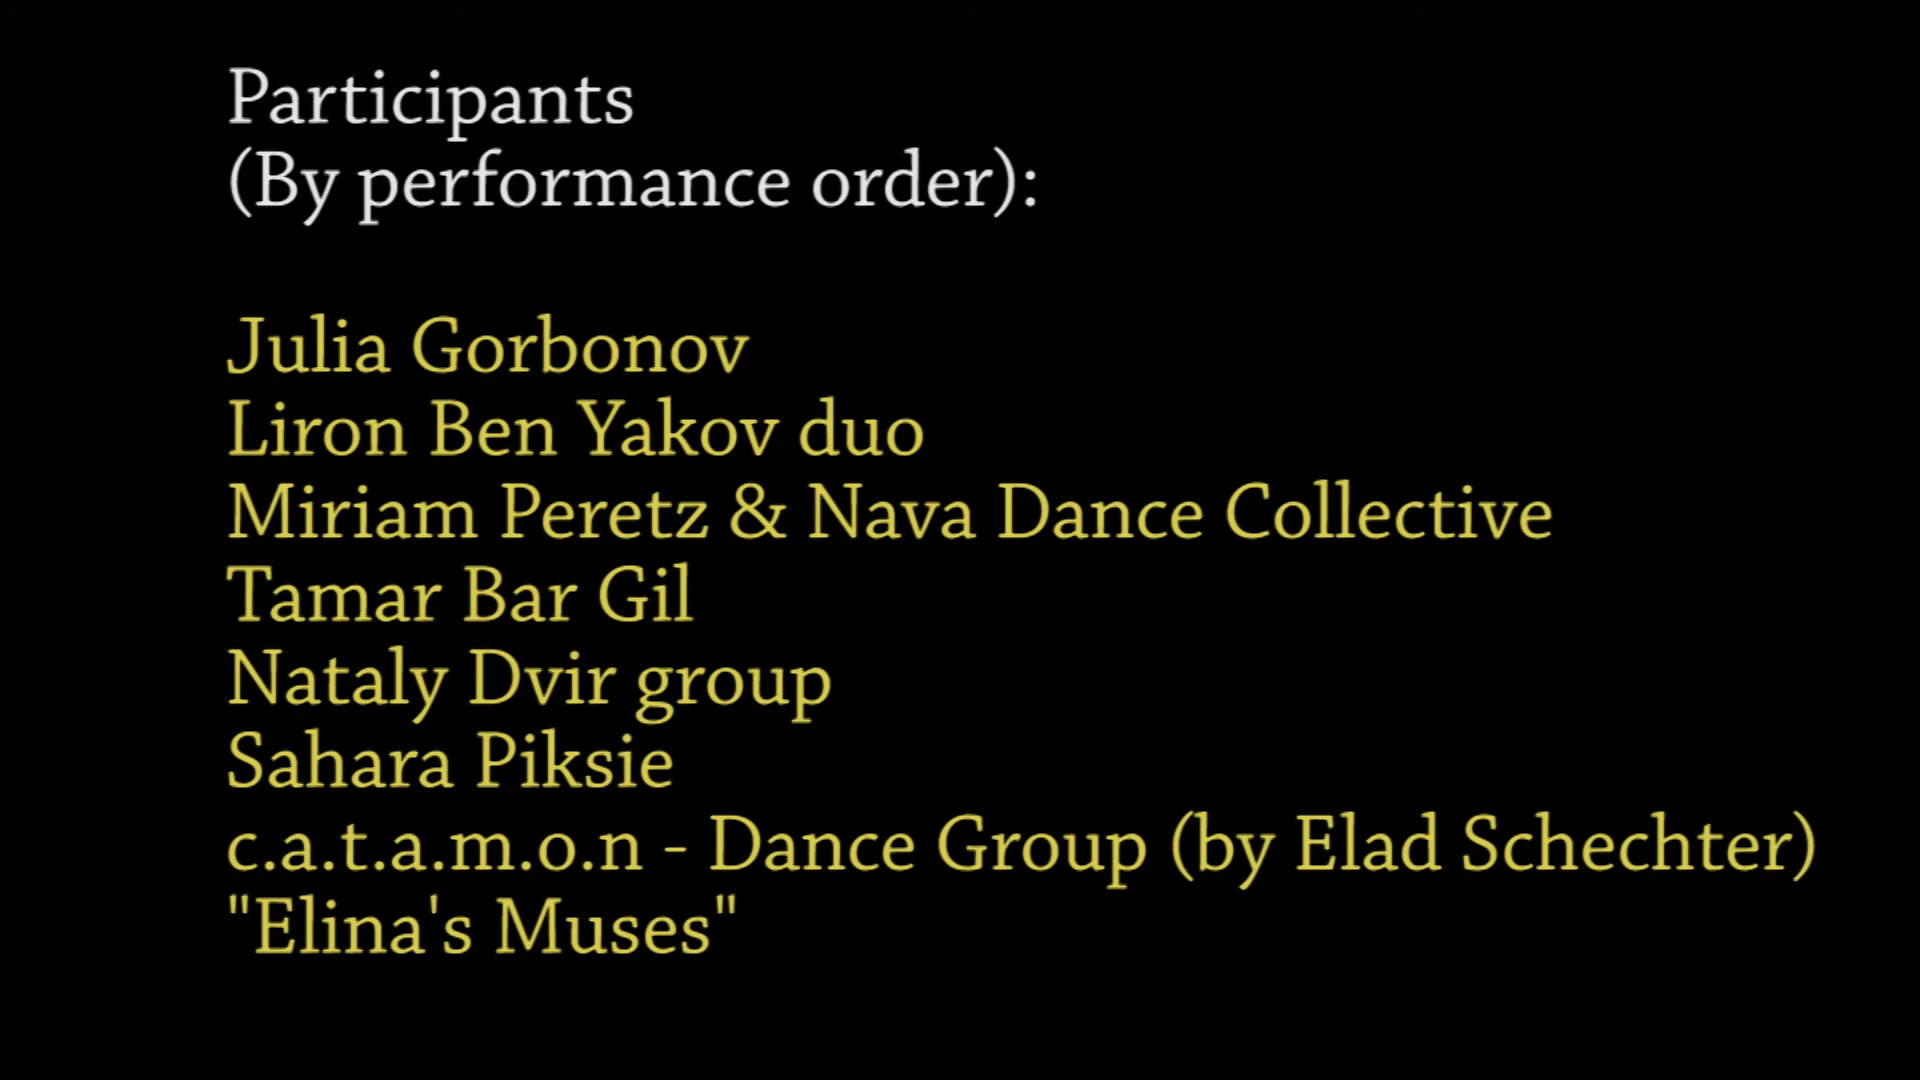 Participants
(By performance order):
Julia Gorbonov
Liron Ben Yakov duo
Miriam Peretz & Nava Dance Collective
Tamar Bar Gil
Nataly Dvir group
Sahara Piksie
c.a.t.a.m.o.n - Dance Group (by Elad Schechter)
"Elina's Muses"